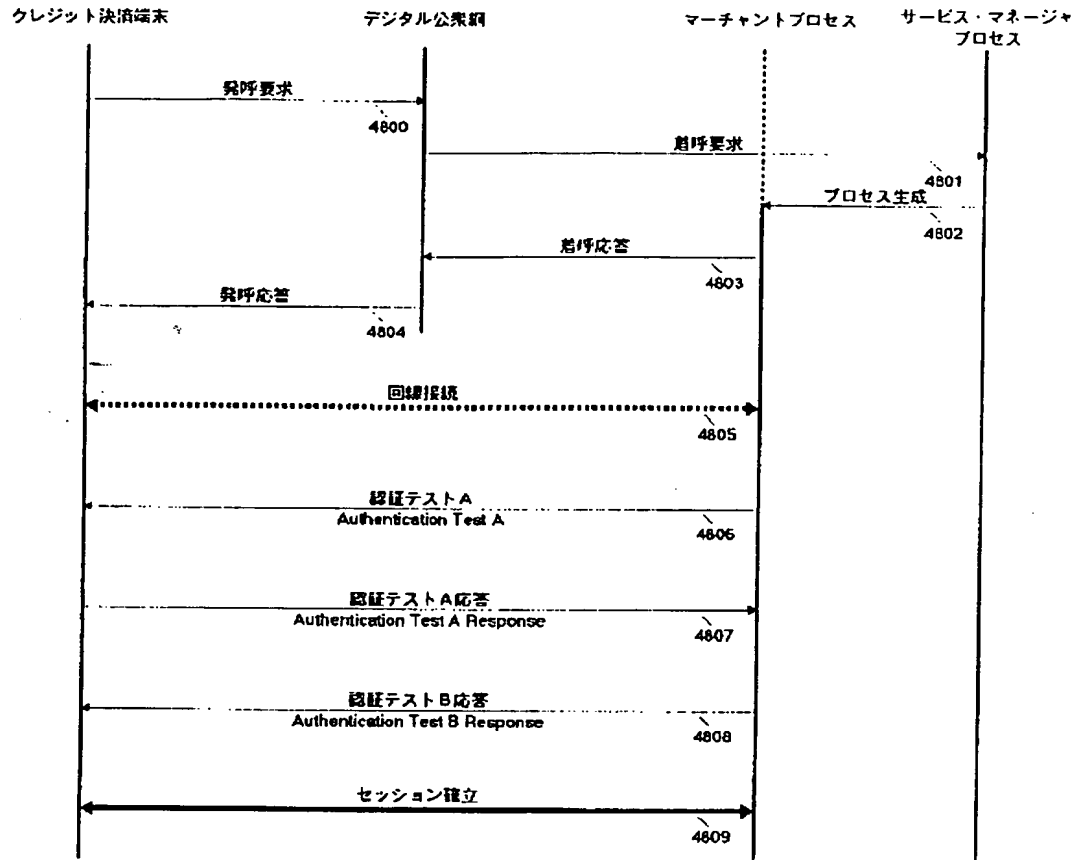 クレジット決済端末
デジタル公衆網
マーチャントプロセス
サービス・マネージャ
プロセス
発呼要求
4800
着呼要求
4801
プロセス生成
4802
着呼応答
4803
発呼応答
4804
回線接続
4805
認証テストA
Authentication Test A
4806
認証テストA応答
Authentication Test A Response
4807
認証テストB応答
Authentication Test B Response
4808
セッション確立
4809